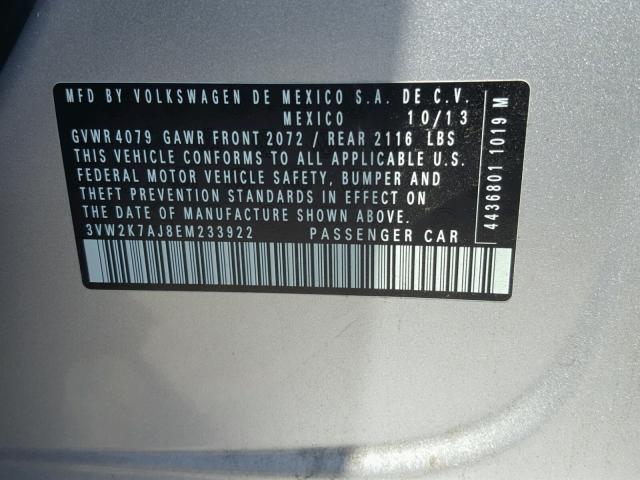 MFD BY VOLKSWAGEN DE MEXICO S.A. DE C.V.
MEXICO 10/13
GVWR 4079 GAWR FRONT 2072 / REAR 2116 LBS
THIS VEHICLE CONFORMS TO ALL APPLICABLE U.S.
FEDERAL MOTOR VEHICLE SAFETY, BUMPER AND
THEFT PREVENTION STANDARDS IN EFFECT ON
THE DATE OF MANUFACTURE SHOWN ABOVE.
3VW2K7AJ8EM233922 PASSENGER CAR
4436801 1019 M